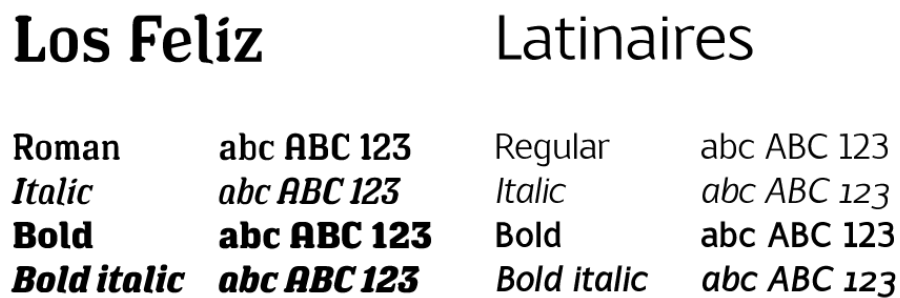 Los Feliz
Roman abc ABC 123
Italic abc ABC 123
Bold abc ABC 123
Bold italic abc ABC 123
Latinaires
Regular abc ABC 123
Italic abc ABC 123
Bold abc ABC 123
Bold italic abc ABC 123